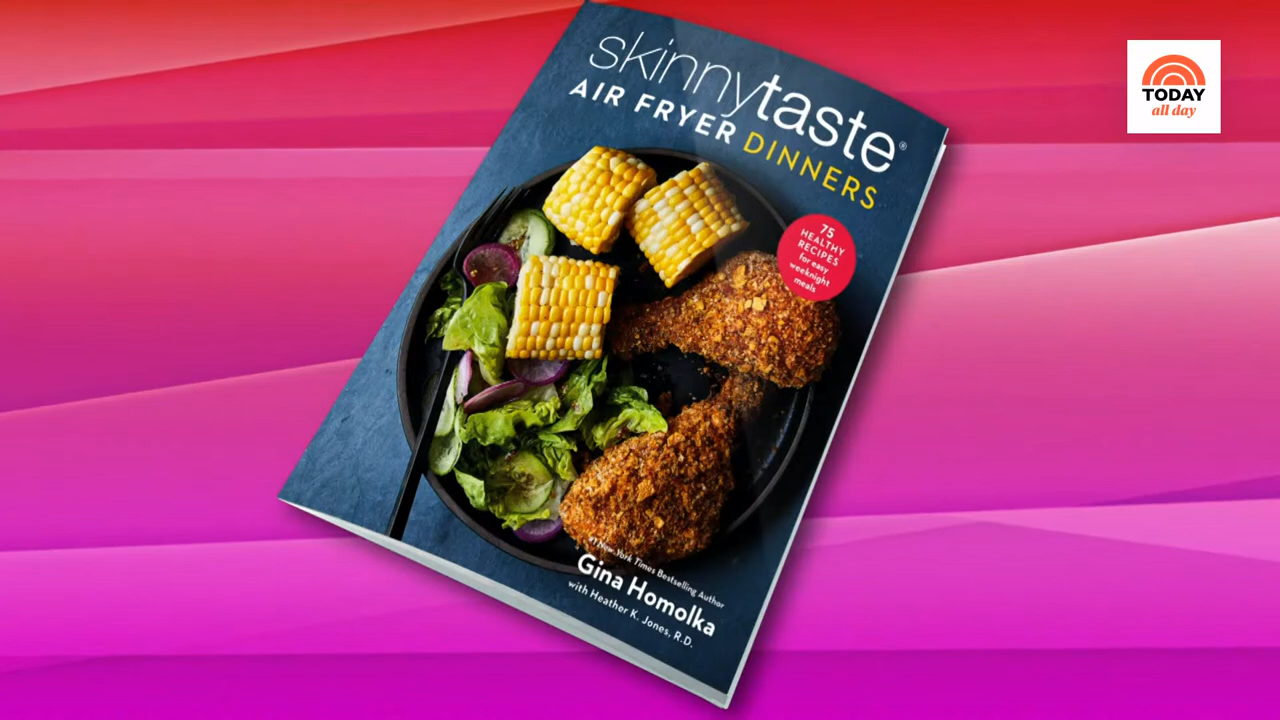 skinnytaste®
AIR FRYER DINNERS
75
HEALTHY
RECIPES
for easy
weeknight
meals
#1 New York Times Bestselling Author
Gina Homolka
with Heather K. Jones, R.D.
TODAY
all day